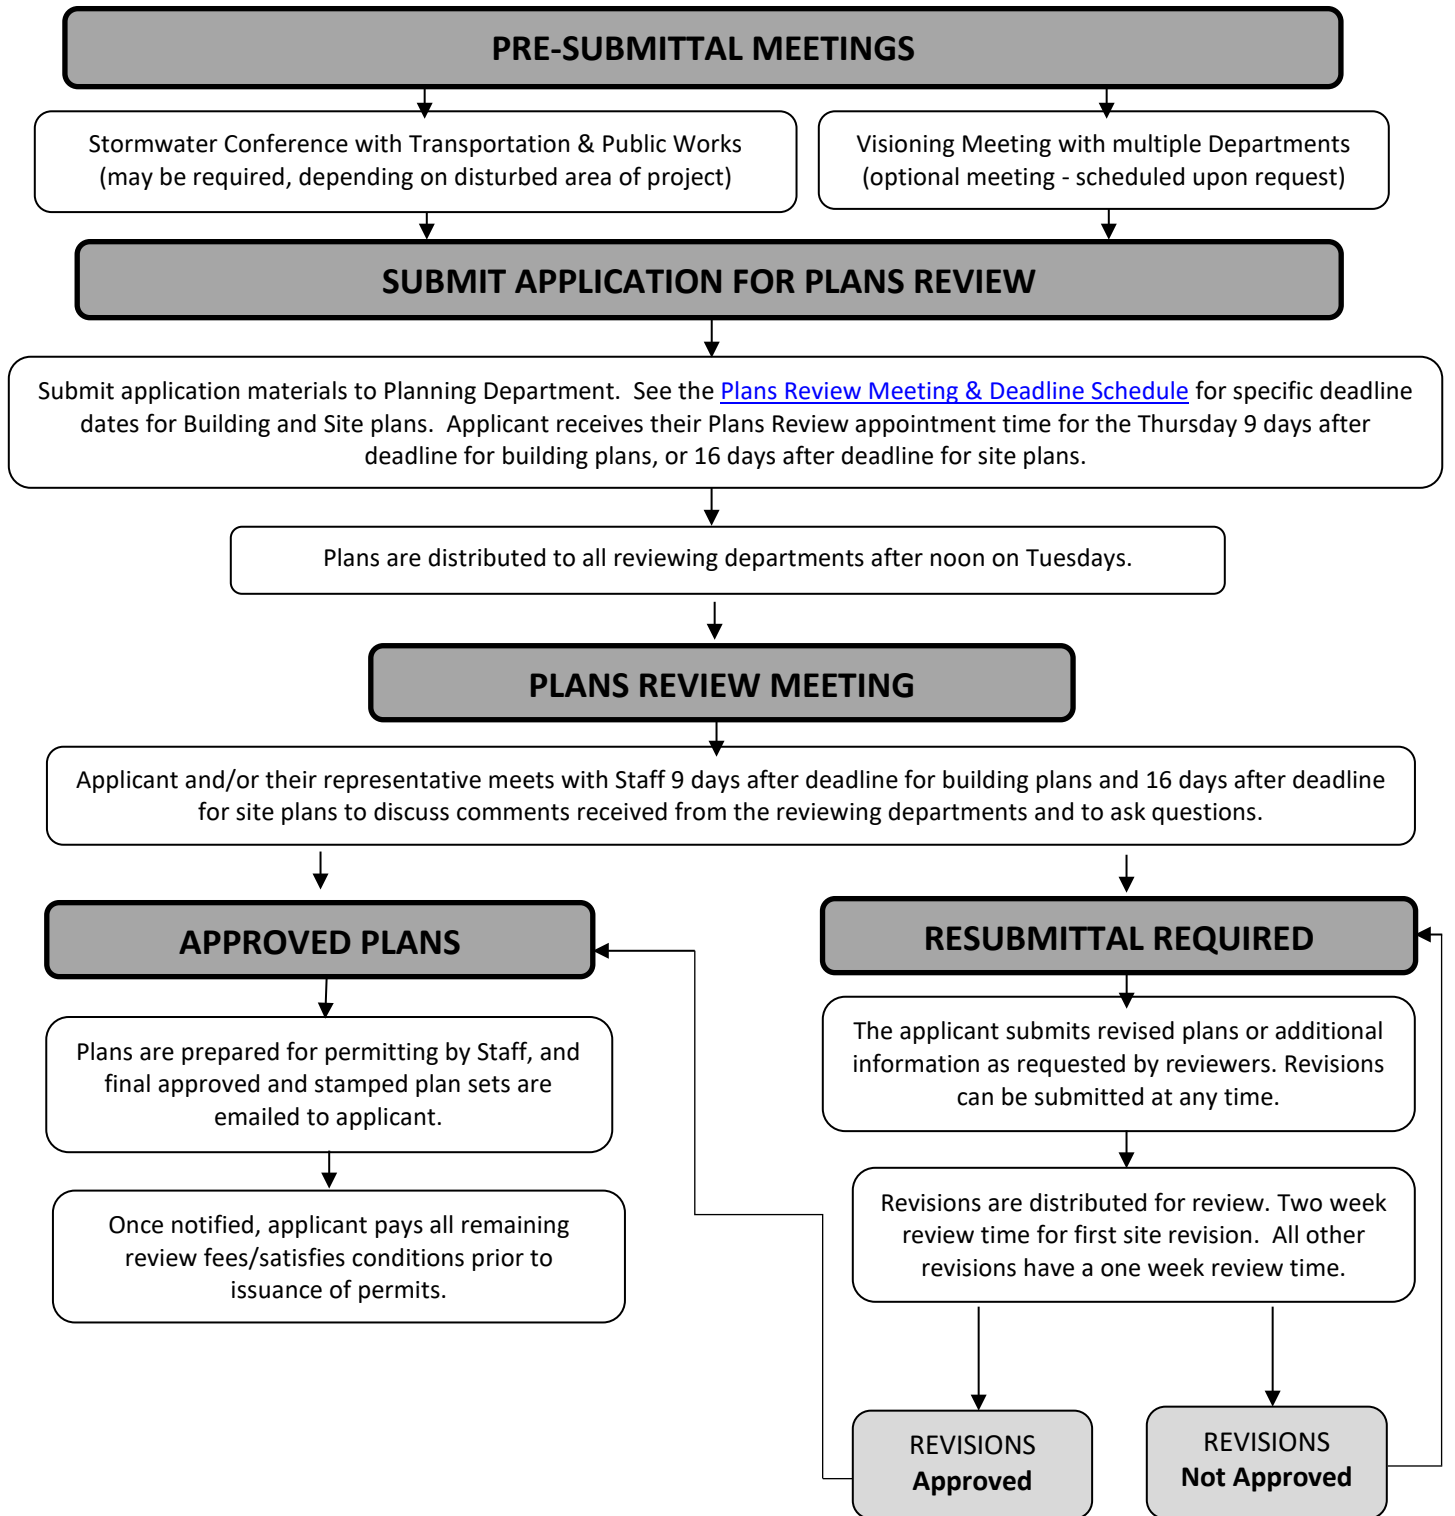 PRE-SUBMITTAL MEETINGS
Stormwater Conference with Transportation & Public Works
(may be required, depending on disturbed area of project)
Visioning Meeting with multiple Departments
(optional meeting - scheduled upon request)
SUBMIT APPLICATION FOR PLANS REVIEW
Submit application materials to Planning Department. See the Plans Review Meeting & Deadline Schedule for specific deadline
dates for Building and Site plans. Applicant receives their Plans Review appointment time for the Thursday 9 days after
deadline for building plans, or 16 days after deadline for site plans.
Plans are distributed to all reviewing departments after noon on Tuesdays.
PLANS REVIEW MEETING
Applicant and/or their representative meets with Staff 9 days after deadline for building plans and 16 days after deadline
for site plans to discuss comments received from the reviewing departments and to ask questions.
APPROVED PLANS
Plans are prepared for permitting by Staff, and
final approved and stamped plan sets are
emailed to applicant.
Once notified, applicant pays all remaining
review fees/satisfies conditions prior to
issuance of permits.
RESUBMITTAL REQUIRED
The applicant submits revised plans or additional
information as requested by reviewers. Revisions
can be submitted at any time.
Revisions are distributed for review. Two week
review time for first site revision. All other
revisions have a one week review time.
REVISIONS
Approved
REVISIONS
Not Approved